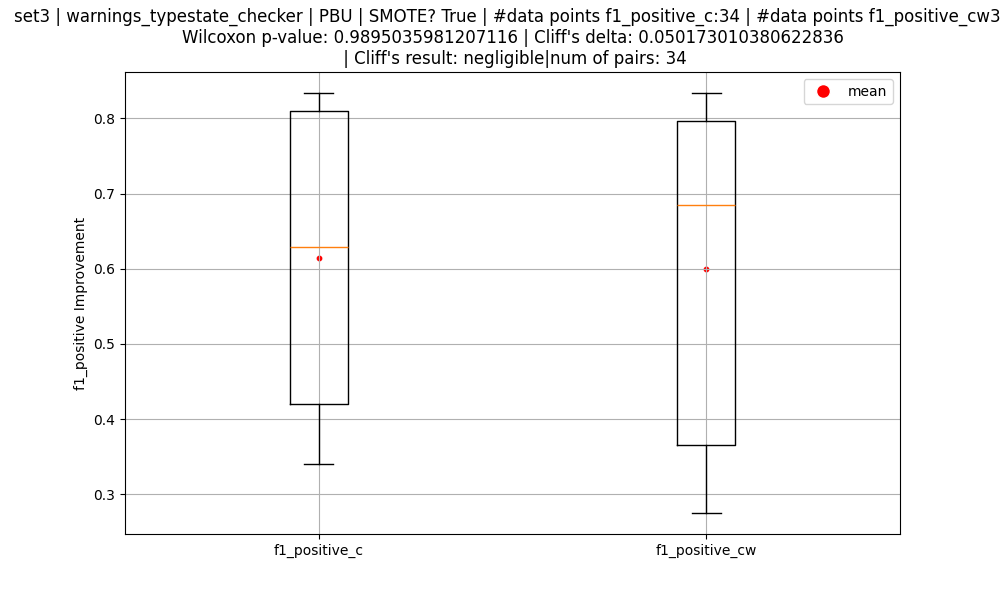 set3 | warnings_typestate_checker | PBU | SMOTE? True | #data points f1_positive_c:34 | #data points f1_positive_cw3
Wilcoxon p-value: 0.9895035981207116 | Cliff's delta: 0.050173010380622836
| Cliff's result: negligible|num of pairs: 34
mean
0.8
0.7
0.6
0.5
0.4
0.3
f1_positive Improvement
f1_positive_c
f1_positive_cw